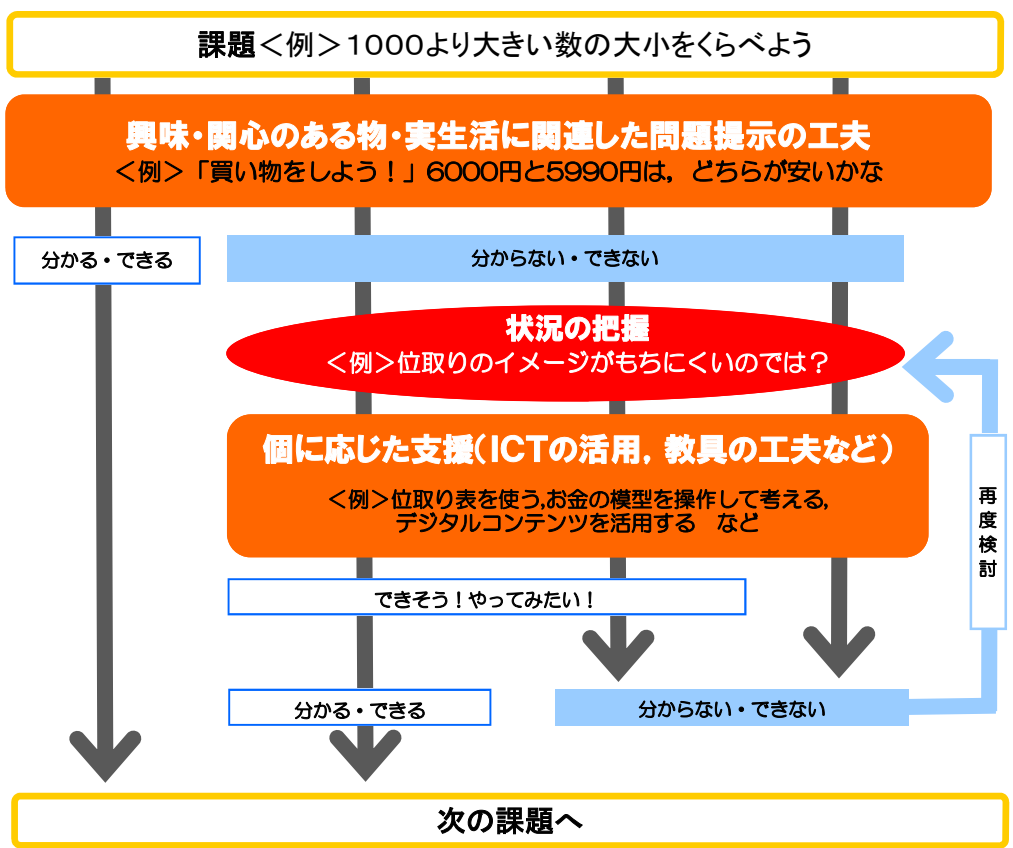 課題＜例＞1000より大きい数の大小をくらべよう
興味・関心のある物・実生活に関連した問題提示の工夫
＜例＞「買い物をしよう！」6000円と5990円は，どちらが安いかな
分かる・できる
分からない・できない
状況の把握
＜例＞位取りのイメージがもちにくいのでは？
個に応じた支援（ICTの活用，教具の工夫など）
＜例＞位取り表を使う,お金の模型を操作して考える,
デジタルコンテンツを活用する　など
再度検討
できそう！やってみたい！
分かる・できる
分からない・できない
次の課題へ